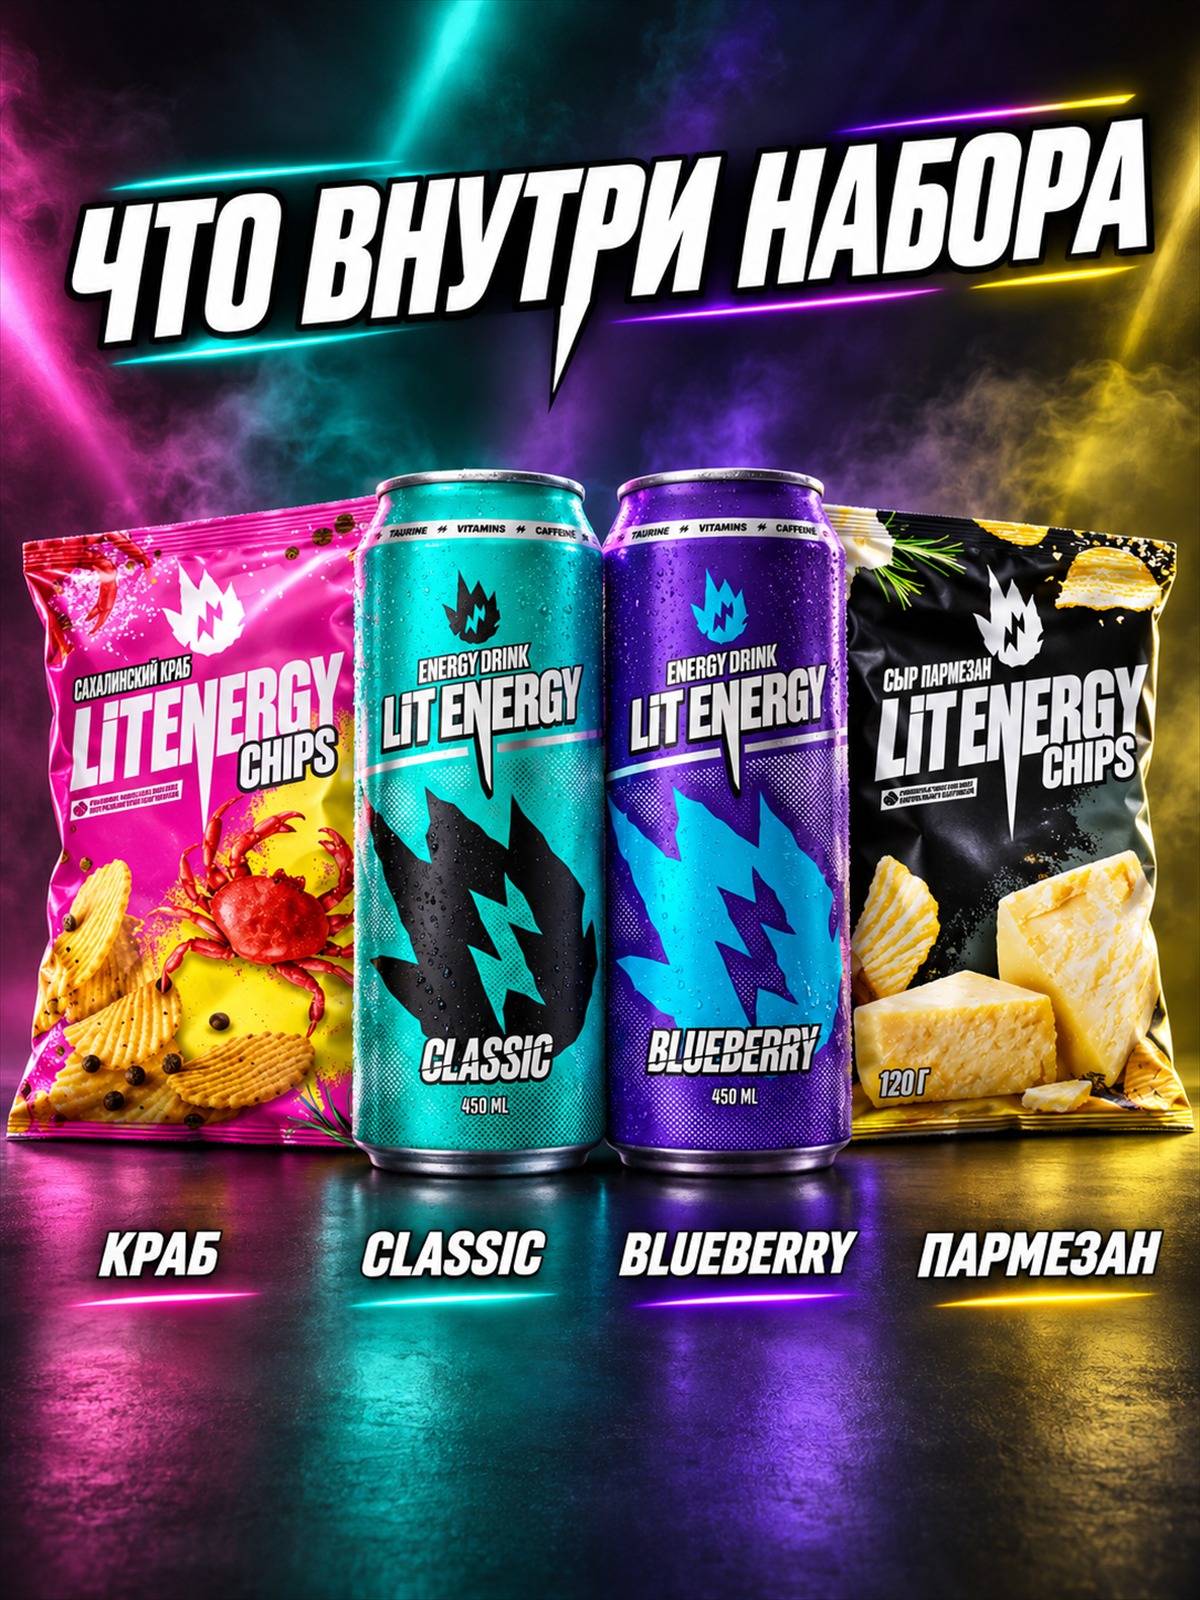 ЧТО ВНУТРИ НАБОРА
САХАЛИНСКИЙ КРАБ
LITENERGY
CHIPS
TAURINE VITAMINS CAFFEINE
ENERGY DRINK
LIT ENERGY
CLASSIC
450 ML
TAURINE VITAMINS CAFFEINE
ENERGY DRINK
LIT ENERGY
BLUEBERRY
450 ML
СЫР ПАРМЕЗАН
LITENERGY
CHIPS
120 Г
КРАБ
CLASSIC
BLUEBERRY
ПАРМЕЗАН